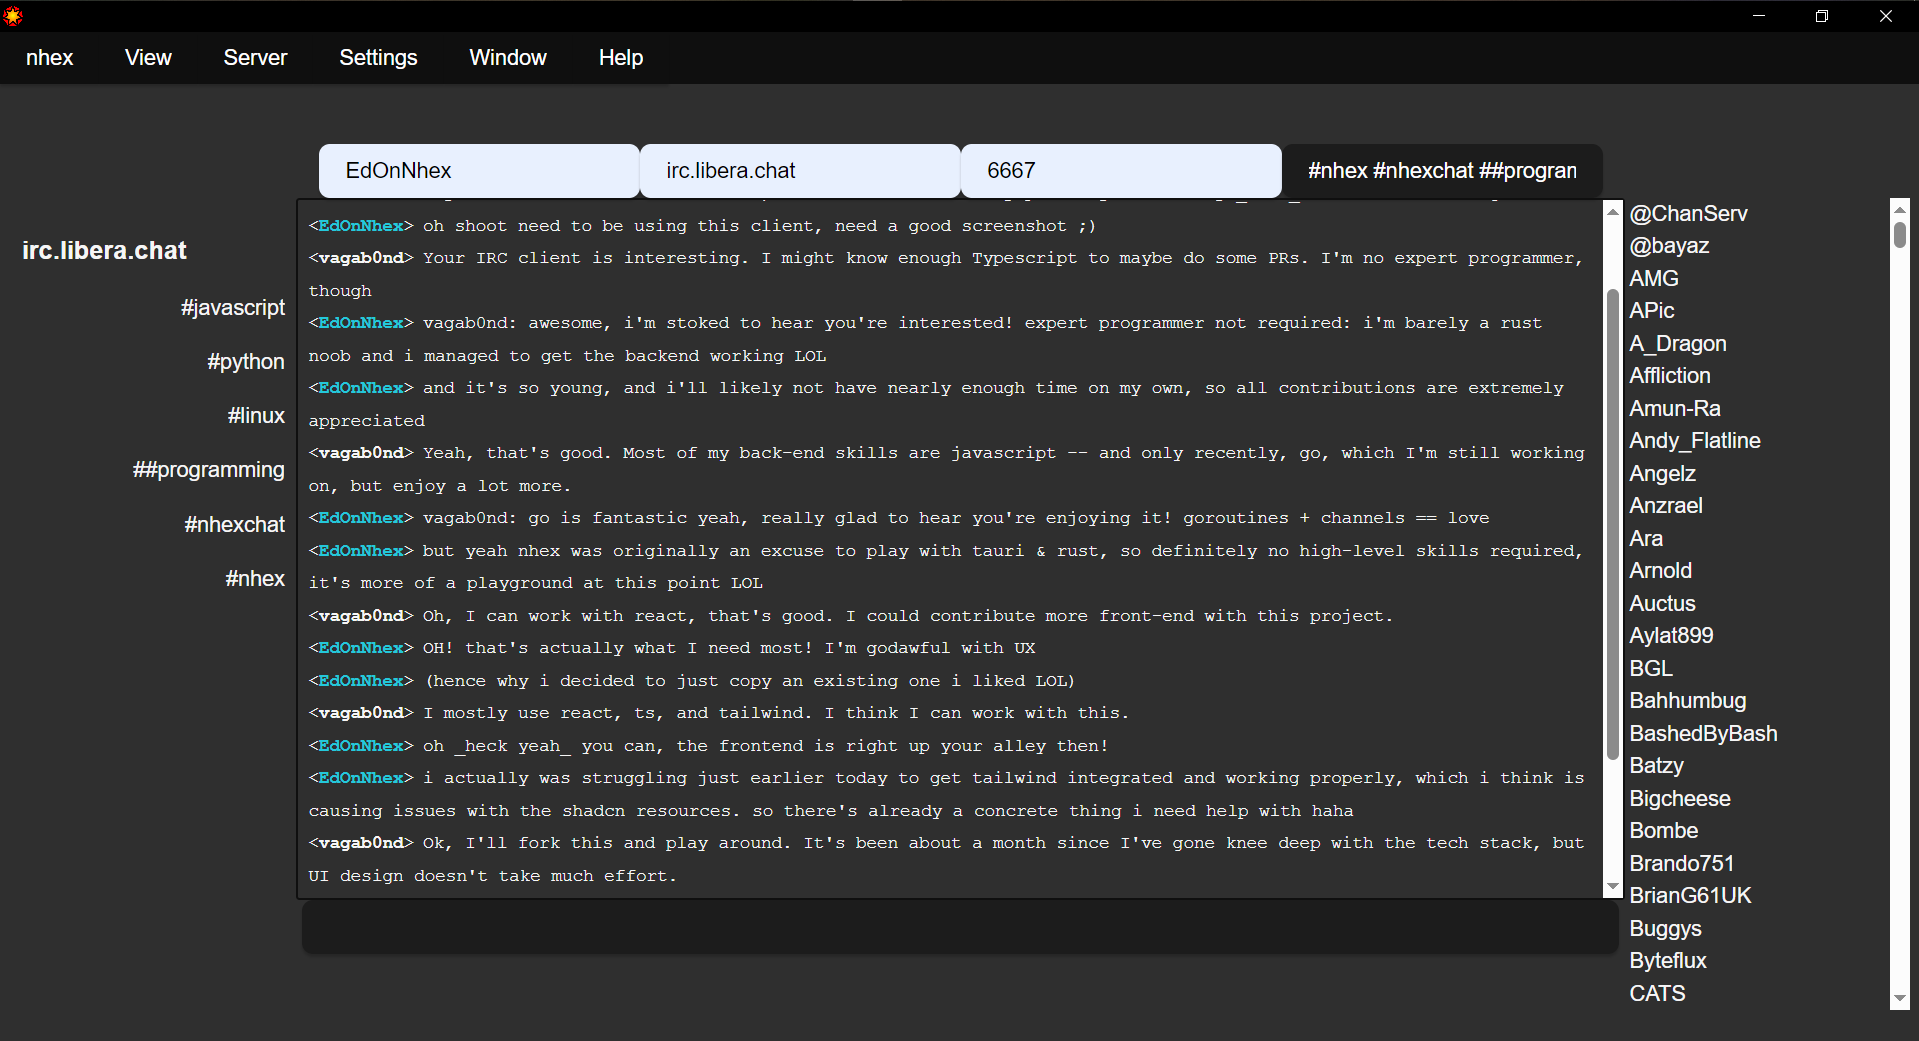 nhex View Server Settings Window Help
EdOnNhex irc.libera.chat 6667 #nhex #nhexchat ##program
irc.libera.chat
#javascript
#python
#linux
##programming
#nhexchat
#nhex
<EdOnNhex> oh shoot need to be using this client, need a good screenshot ;)
<vagab0nd> Your IRC client is interesting. I might know enough Typescript to maybe do some PRs. I'm no expert programmer,
though
<EdOnNhex> vagab0nd: awesome, i'm stoked to hear you're interested! expert programmer not required: i'm barely a rust
noob and i managed to get the backend working LOL
<EdOnNhex> and it's so young, and i'll likely not have nearly enough time on my own, so all contributions are extremely
appreciated
<vagab0nd> Yeah, that's good. Most of my back-end skills are javascript -- and only recently, go, which I'm still working
on, but enjoy a lot more.
<EdOnNhex> vagab0nd: go is fantastic yeah, really glad to hear you're enjoying it! goroutines + channels == love
<EdOnNhex> but yeah nhex was originally an excuse to play with tauri & rust, so definitely no high-level skills required,
it's more of a playground at this point LOL
<vagab0nd> Oh, I can work with react, that's good. I could contribute more front-end with this project.
<EdOnNhex> OH! that's actually what I need most! I'm godawful with UX
<EdOnNhex> (hence why i decided to just copy an existing one i liked LOL)
<vagab0nd> I mostly use react, ts, and tailwind. I think I can work with this.
<EdOnNhex> oh _heck yeah_ you can, the frontend is right up your alley then!
<EdOnNhex> i actually was struggling just earlier today to get tailwind integrated and working properly, which i think is
causing issues with the shadcn resources. so there's already a concrete thing i need help with haha
<vagab0nd> Ok, I'll fork this and play around. It's been about a month since I've gone knee deep with the tech stack, but
UI design doesn't take much effort.
@ChanServ
@bayaz
AMG
APic
A_Dragon
Affliction
Amun-Ra
Andy_Flatline
Angelz
Anzrael
Ara
Arnold
Auctus
Aylat899
BGL
Bahhumbug
BashedByBash
Batzy
Bigcheese
Bombe
Brando751
BrianG61UK
Buggys
Byteflux
CATS